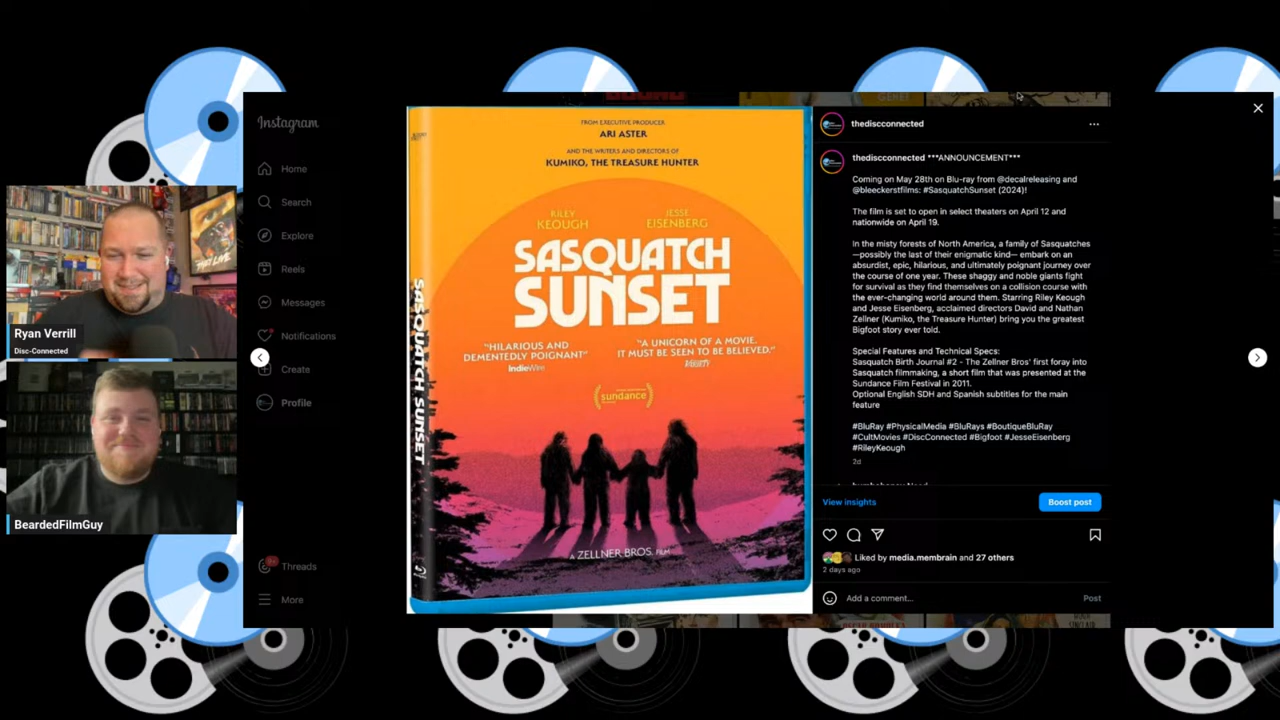 Instagram
Home
Search
Explore
Reels
Messages
Notifications
Create
Profile
9+
Threads
More
Ryan Verrill
Disc-Connected
BeardedFilmGuy
FROM EXECUTIVE PRODUCER
ARI ASTER
AND THE WRITERS AND DIRECTORS OF
KUMIKO, THE TREASURE HUNTER
RILEY
KEOUGH
JESSE
EISENBERG
SASQUATCH
SUNSET
"HILARIOUS AND
DEMENTEDLY POIGNANT"
IndieWire
"A UNICORN OF A MOVIE.
IT MUST BE SEEN TO BE BELIEVED."
VARIETY
sundance
A ZELLNER BROS. FILM
SASQUATCH SUNSET
thediscconnected
thediscconnected ***ANNOUNCEMENT***
Coming on May 28th on Blu-ray from @decalreleasing and
@bleeckerstfilms: #SasquatchSunset (2024)!
The film is set to open in select theaters on April 12 and
nationwide on April 19.
In the misty forests of North America, a family of Sasquatches
—possibly the last of their enigmatic kind— embark on an
absurdist, epic, hilarious, and ultimately poignant journey over
the course of one year. These shaggy and noble giants fight
for survival as they find themselves on a collision course with
the ever-changing world around them. Starring Riley Keough
and Jesse Eisenberg, acclaimed directors David and Nathan
Zellner (Kumiko, the Treasure Hunter) bring you the greatest
Bigfoot story ever told.
Special Features and Technical Specs:
Sasquatch Birth Journal #2 - The Zellner Bros' first foray into
Sasquatch filmmaking, a short film that was presented at the
Sundance Film Festival in 2011.
Optional English SDH and Spanish subtitles for the main
feature
#BluRay #PhysicalMedia #BluRays #BoutiqueBluRay
#CultMovies #DiscConnected #Bigfoot #JesseEisenberg
#RileyKeough
2d
View insights
Boost post
Liked by media.membrain and 27 others
2 days ago
Add a comment...
Post